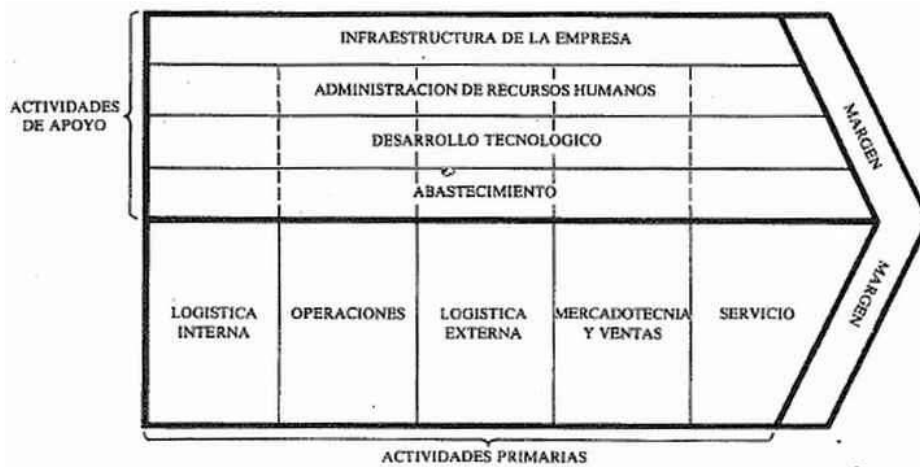 INFRAESTRUCTURA DE LA EMPRESA
ADMINISTRACION DE RECURSOS HUMANOS
ACTIVIDADES
DE APOYO
DESARROLLO TECNOLOGICO
ABASTECIMIENTO
MARGEN
LOGISTICA
INTERNA
OPERACIONES
LOGISTICA
EXTERNA
MERCADOTECNIA
Y VENTAS
SERVICIO
MARGEN
ACTIVIDADES PRIMARIAS